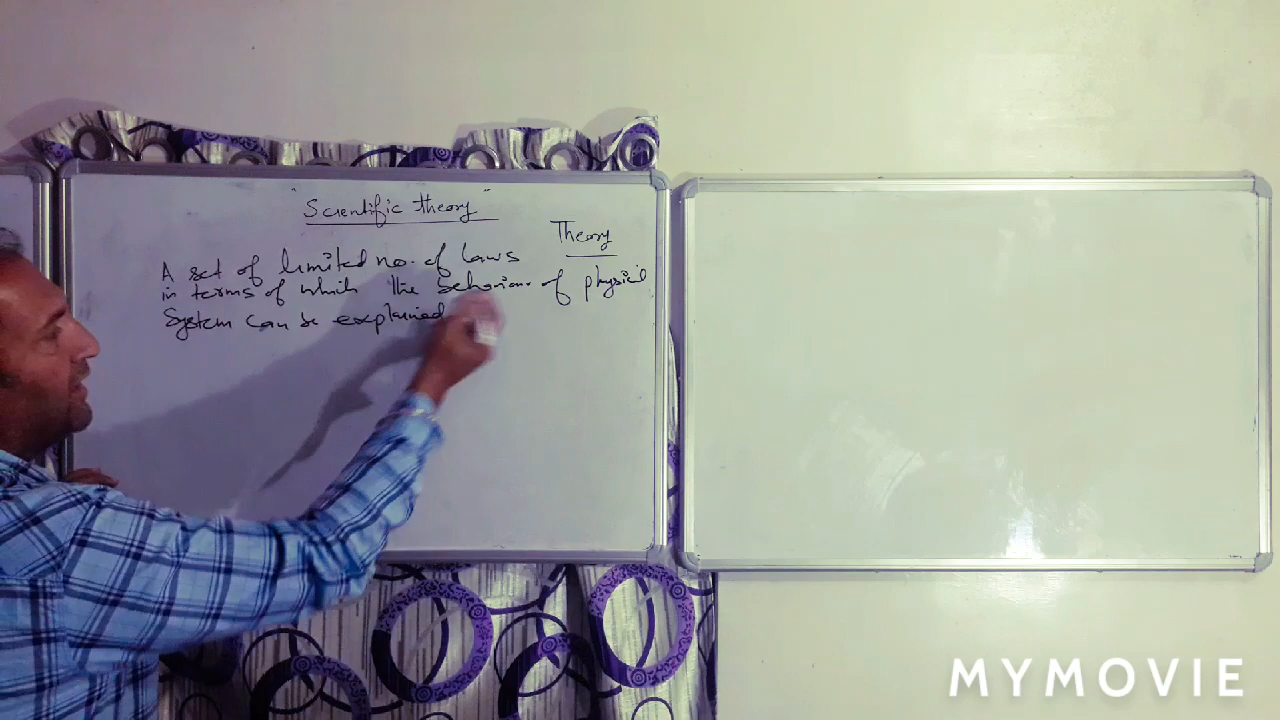 "Scientific theory"
Theory
A set of limited no. of laws
in terms of which the behaviour of physical
System can be explained
MYMOVIE